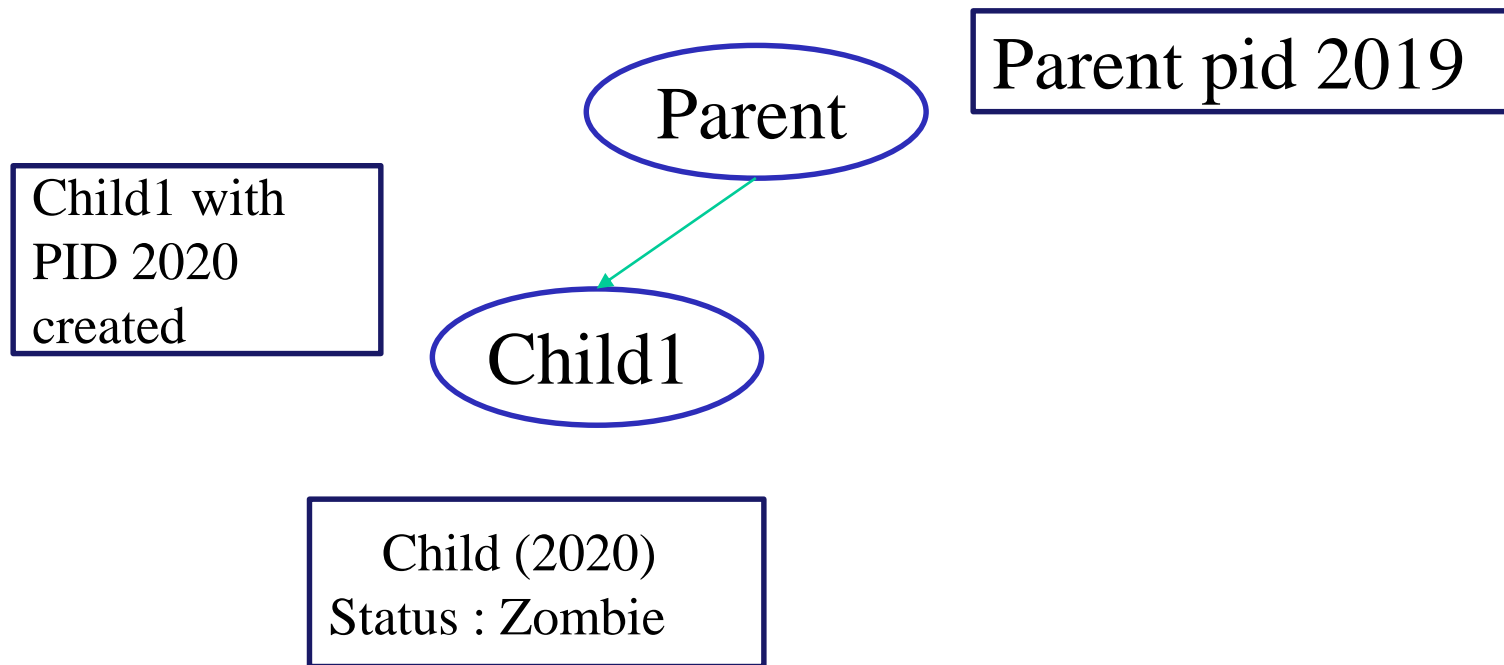 Parent pid 2019
Parent
Child1 with
PID 2020
created
Child1
Child (2020)
Status : Zombie